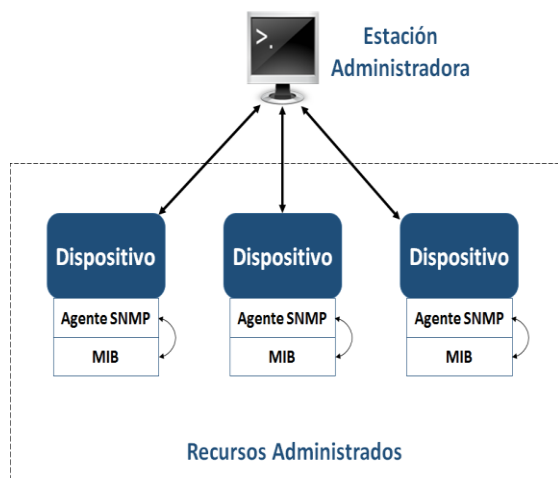 >.
Estación
Administradora
Dispositivo
Dispositivo
Dispositivo
Agente SNMP
Agente SNMP
Agente SNMP
MIB
MIB
MIB
Recursos Administrados